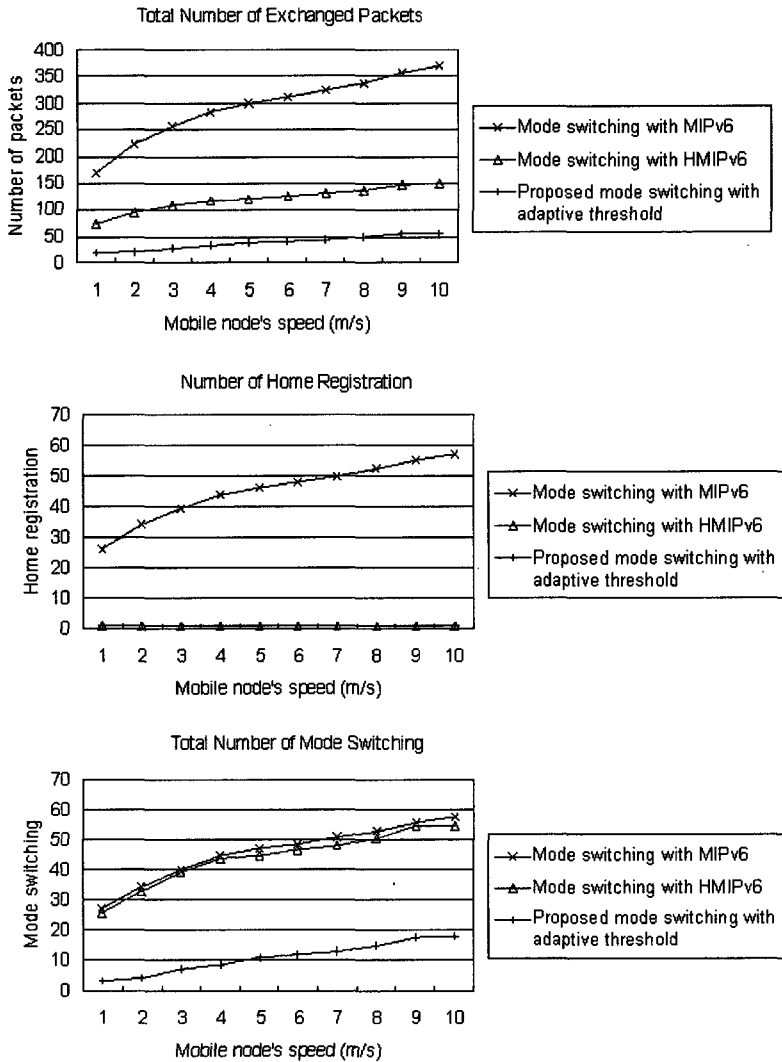 Total Number of Exchanged Packets
400
350
300
250
200
150
100
50
0
Number of packets
1 2 3 4 5 6 7 8 9 10
Mobile node's speed (m/s)
Mode switching with MIPv6
Mode switching with HMIPv6
Proposed mode switching with
adaptive threshold
Number of Home Registration
70
60
50
40
30
20
10
0
Home registration
1 2 3 4 5 6 7 8 9 10
Mobile node's speed (m/s)
Mode switching with MIPv6
Mode switching with HMIPv6
Proposed mode switching with
adaptive threshold
Total Number of Mode Switching
70
60
50
40
30
20
10
0
Mode switching
1 2 3 4 5 6 7 8 9 10
Mobile node's speed (m/s)
Mode switching with MIPv6
Mode switching with HMIPv6
Proposed mode switching with
adaptive threshold